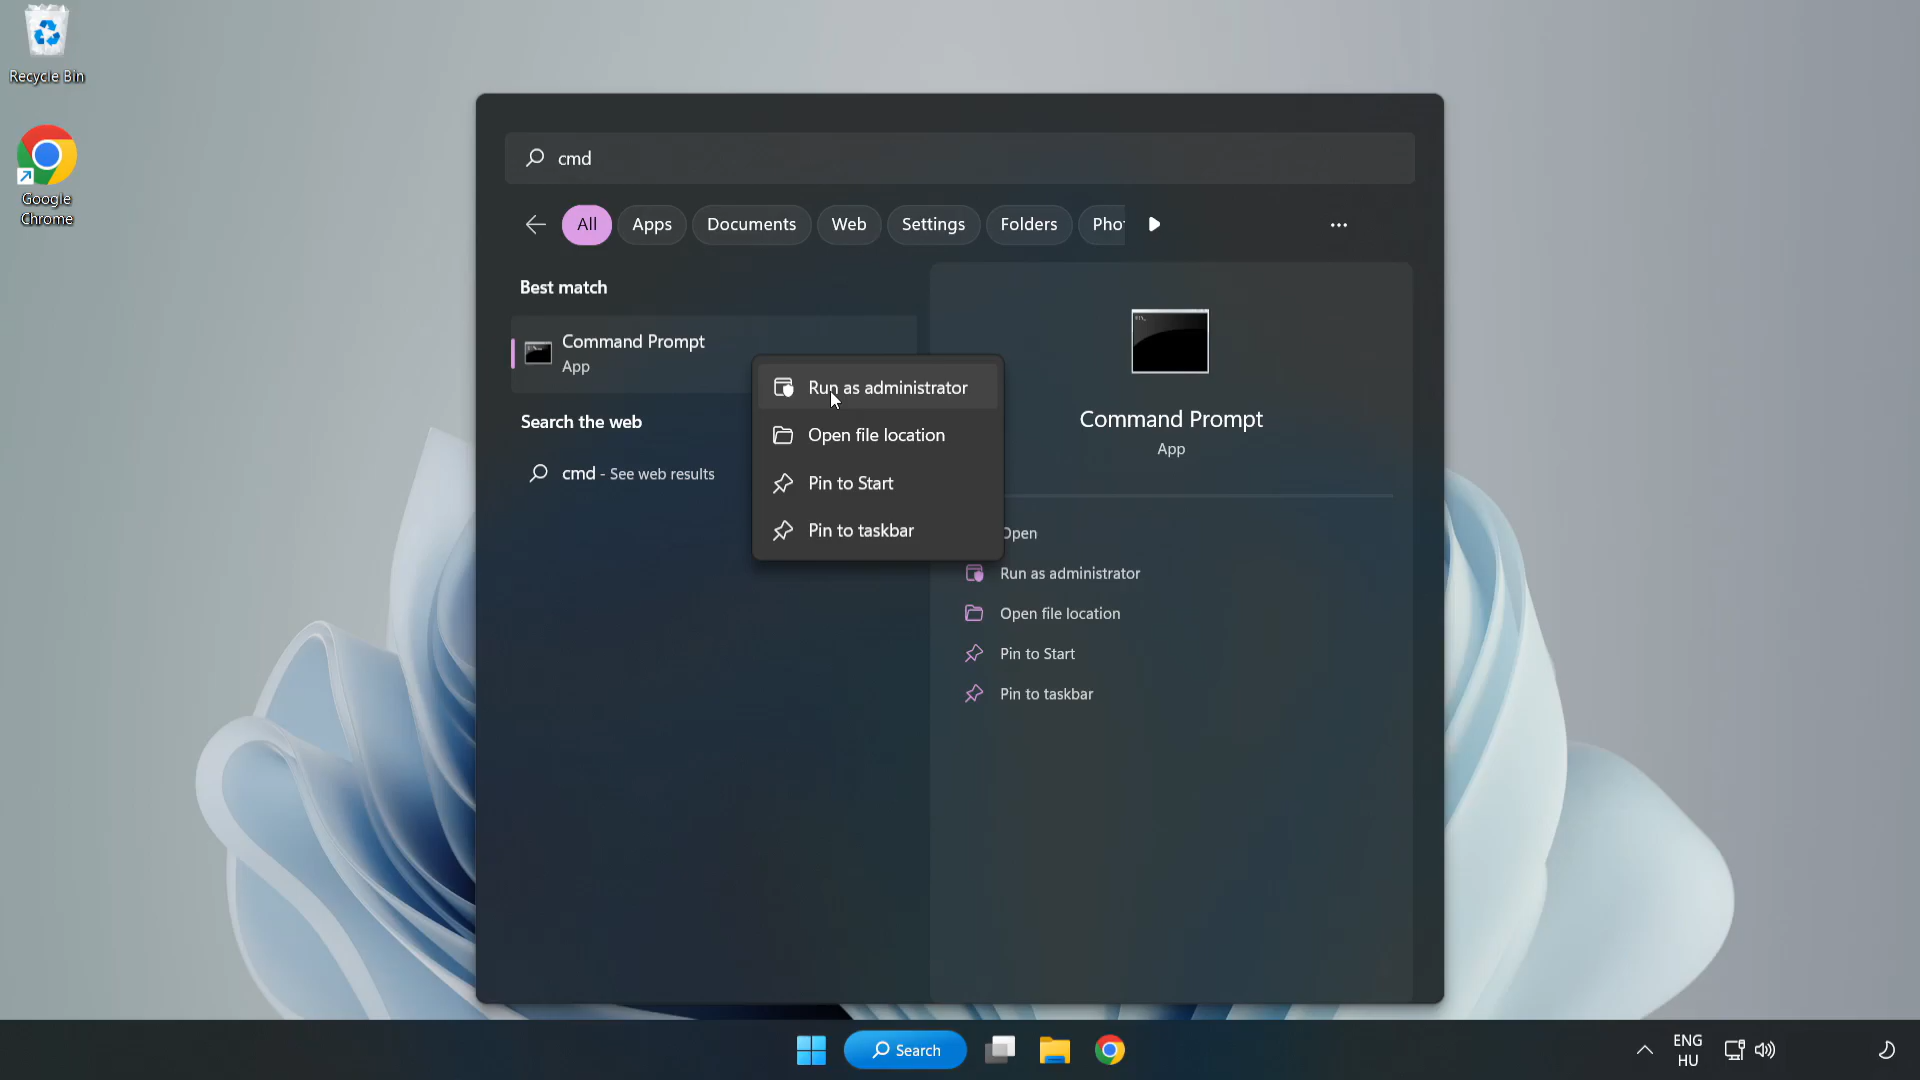 Recycle Bin
Google
Chrome
cmd
All
Apps
Documents
Web
Settings
Folders
Best match
Command Prompt
App
Search the web
cmd - See web results
Run as administrator
Open file location
Pin to Start
Pin to taskbar
Command Prompt
App
Open
Run as administrator
Open file location
Pin to Start
Pin to taskbar
Search
ENG
HU